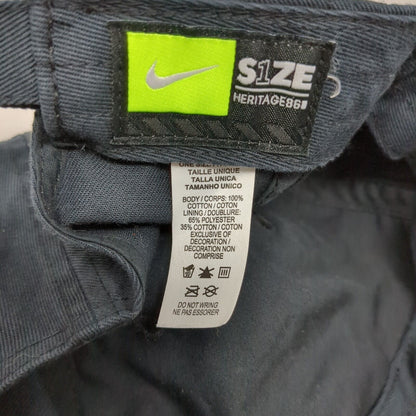 S1ZE
HERITAGE86
ONE SIZE
TAILLE UNIQUE
TALLA UNICA
TAMANHO UNICO
BODY / CORPS: 100%
COTTON / COTON
LINING / DOUBLURE:
65% POLYESTER
35% COTTON / COTON
EXCLUSIVE OF
DECORATION /
DECORATION NON
COMPRIS
DO NOT WRING
NE PAS ESSORER